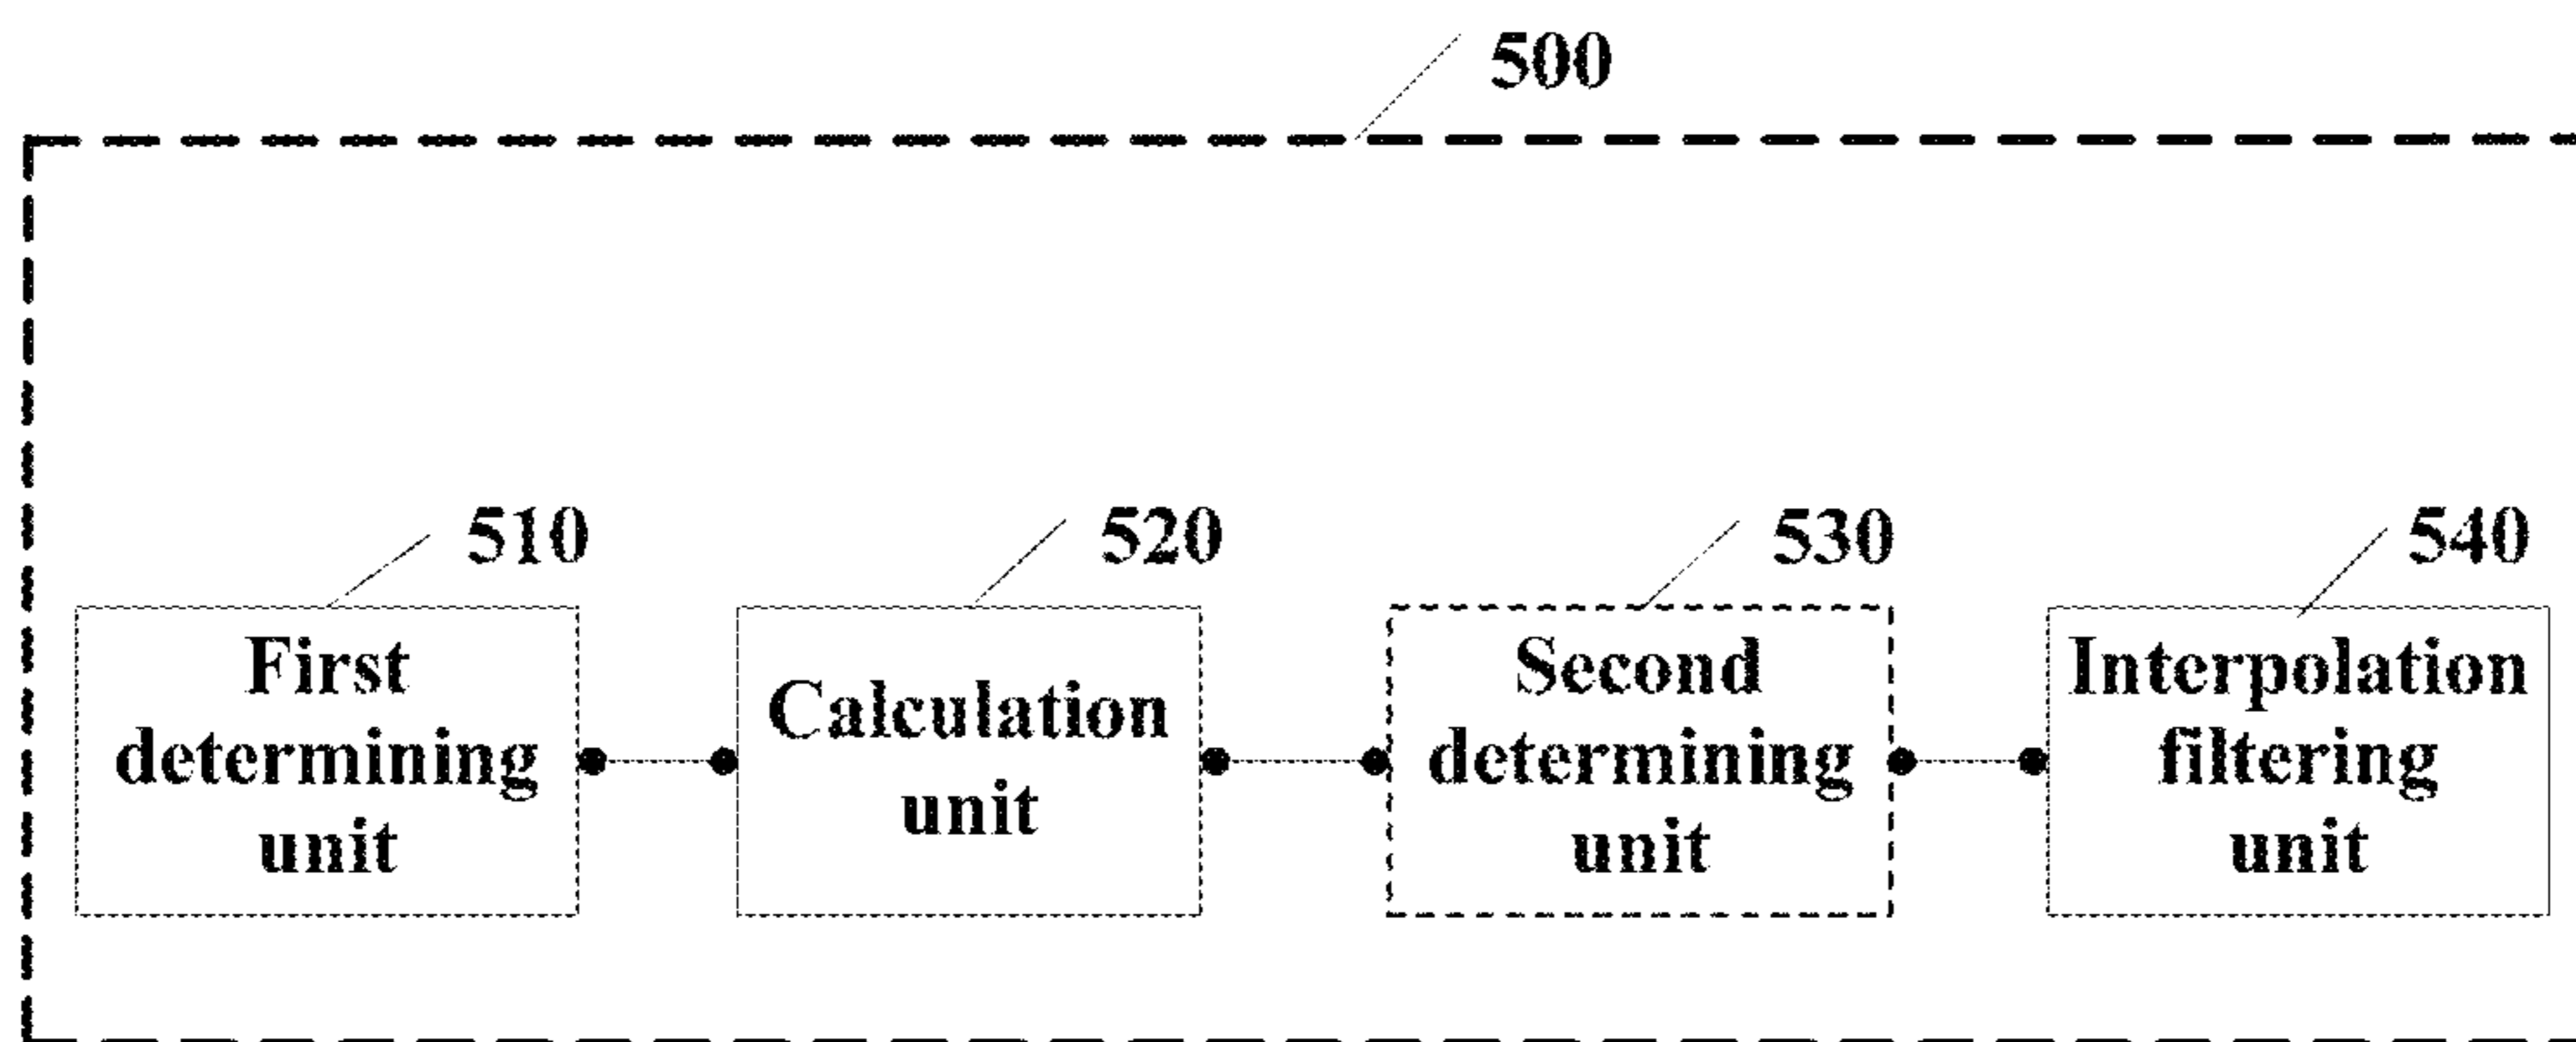 500
510
520
530
540
First
determining
unit
Calculation
unit
Second
determining
unit
Interpolation
filtering
unit